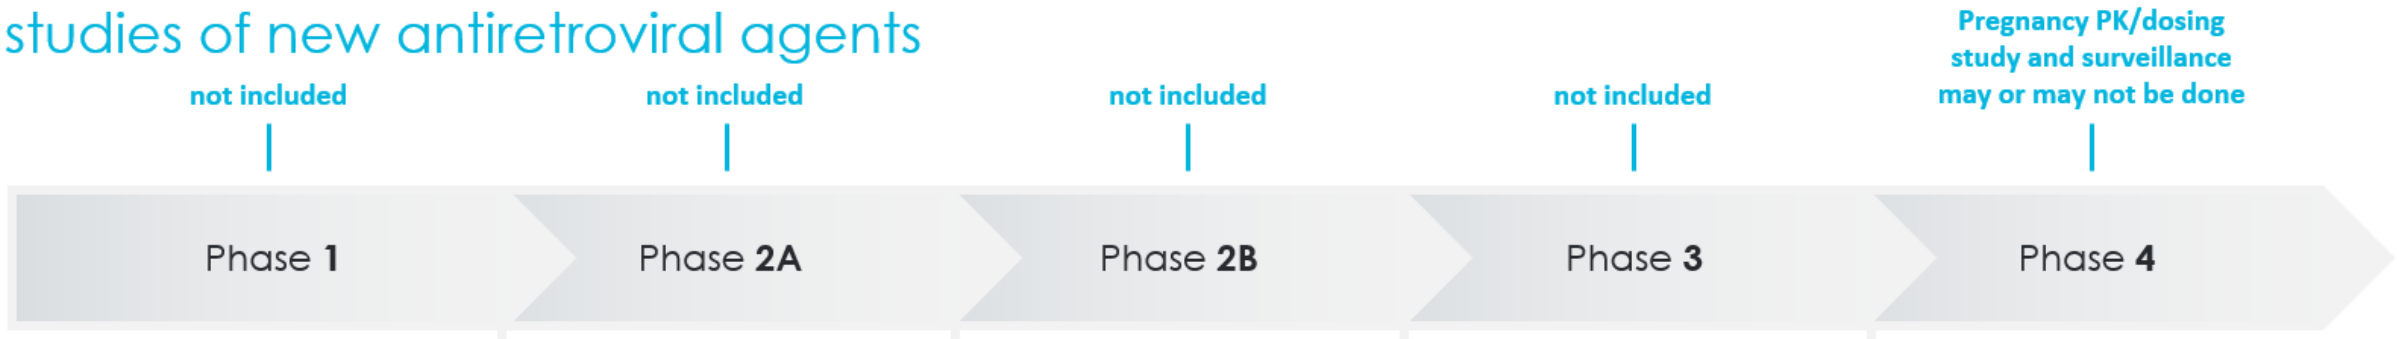 studies of new antiretroviral agents
Pregnancy PK/dosing
study and surveillance
may or may not be done
not included
not included
not included
not included
Phase 1
Phase 2A
Phase 2B
Phase 3
Phase 4